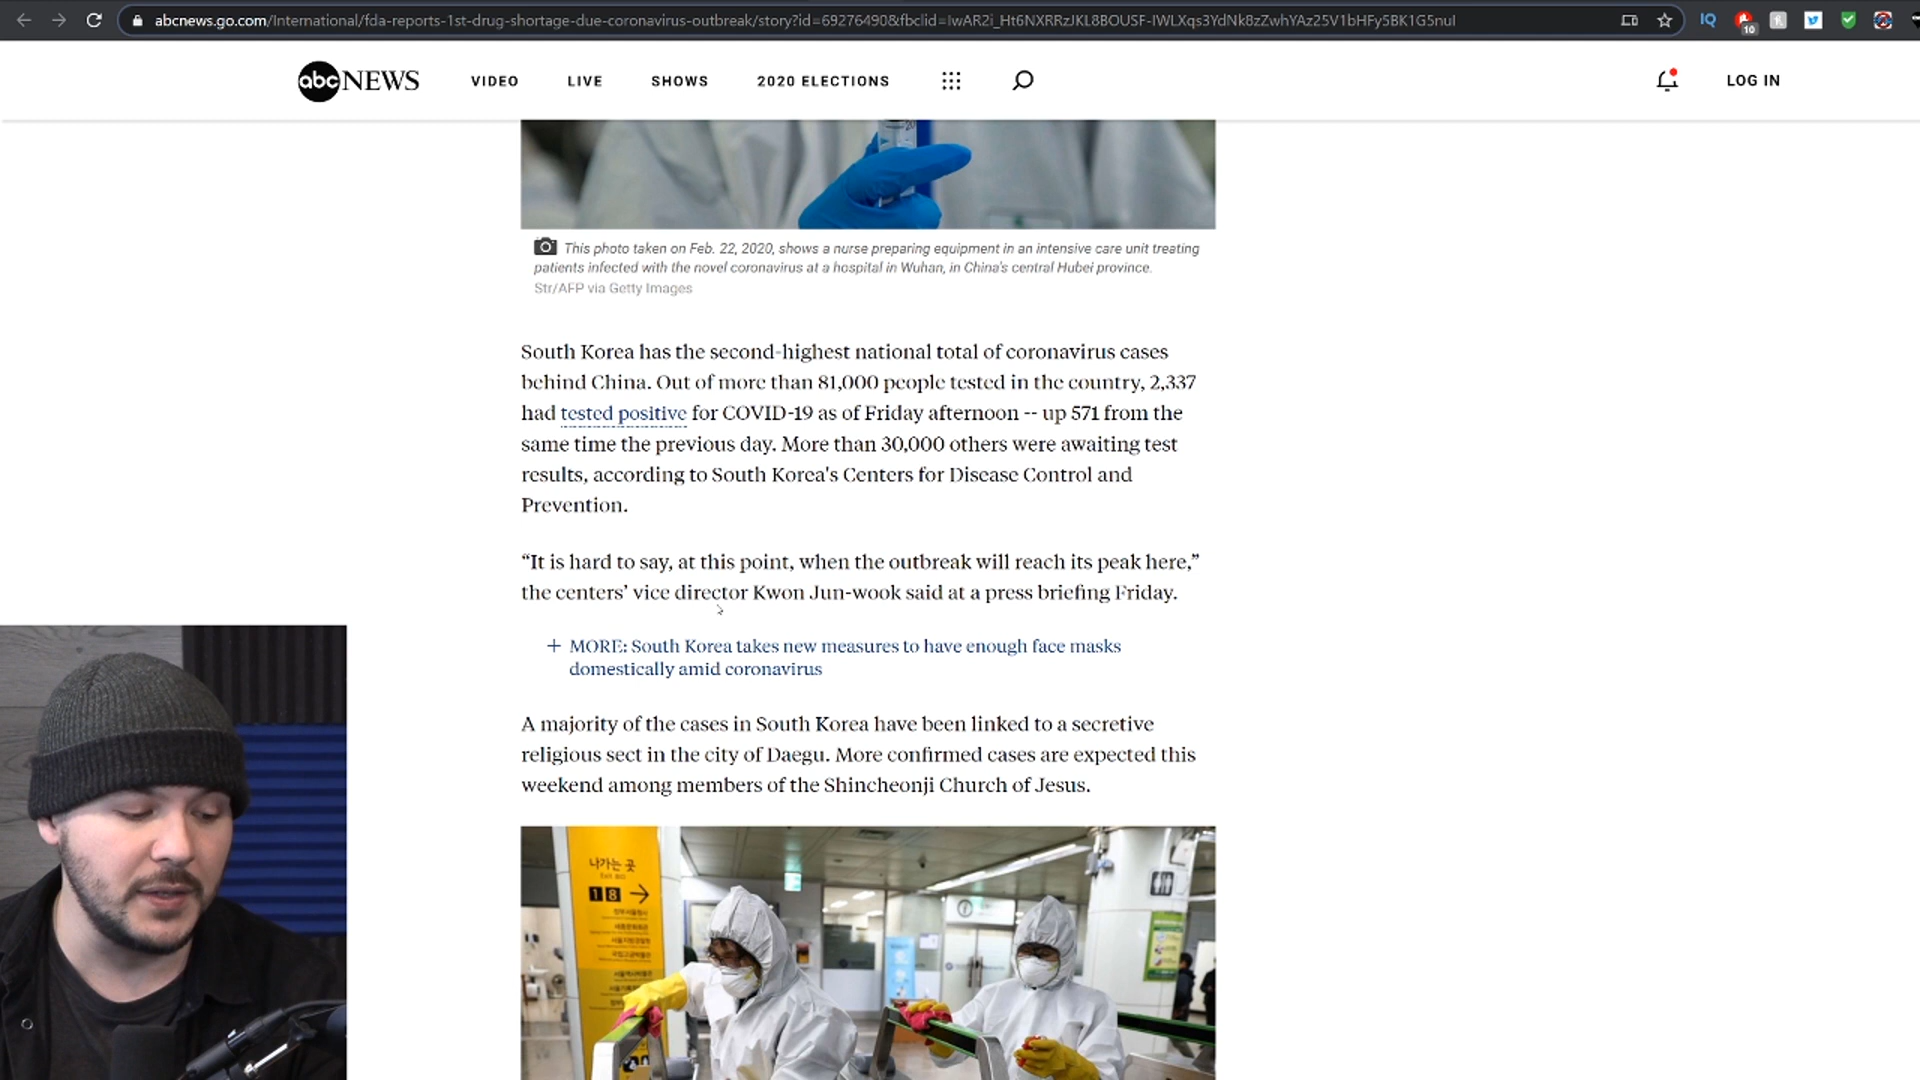 abcnews.go.com/International/fda-reports-1st-drug-shortage-due-coronavirus-outbreak/story?id=69276490&fbclid=IwAR2i_Ht6NXRRzJKL8BOUSF-IWLXqs3YdNk8zZwhYAz25V1bHFy5BK1G5nuI
IQ
10
abc NEWS
VIDEO
LIVE
SHOWS
2020 ELECTIONS
LOG IN
20
This photo taken on Feb. 22, 2020, shows a nurse preparing equipment in an intensive care unit treating
patients infected with the novel coronavirus at a hospital in Wuhan, in China's central Hubei province.
Str/AFP via Getty Images
South Korea has the second-highest national total of coronavirus cases
behind China. Out of more than 81,000 people tested in the country, 2,337
had tested positive for COVID-19 as of Friday afternoon -- up 571 from the
same time the previous day. More than 30,000 others were awaiting test
results, according to South Korea's Centers for Disease Control and
Prevention.
“It is hard to say, at this point, when the outbreak will reach its peak here,”
the centers’ vice director Kwon Jun-wook said at a press briefing Friday.
+ MORE: South Korea takes new measures to have enough face masks
domestically amid coronavirus
A majority of the cases in South Korea have been linked to a secretive
religious sect in the city of Daegu. More confirmed cases are expected this
weekend among members of the Shincheonji Church of Jesus.
나가는 곳
1 8